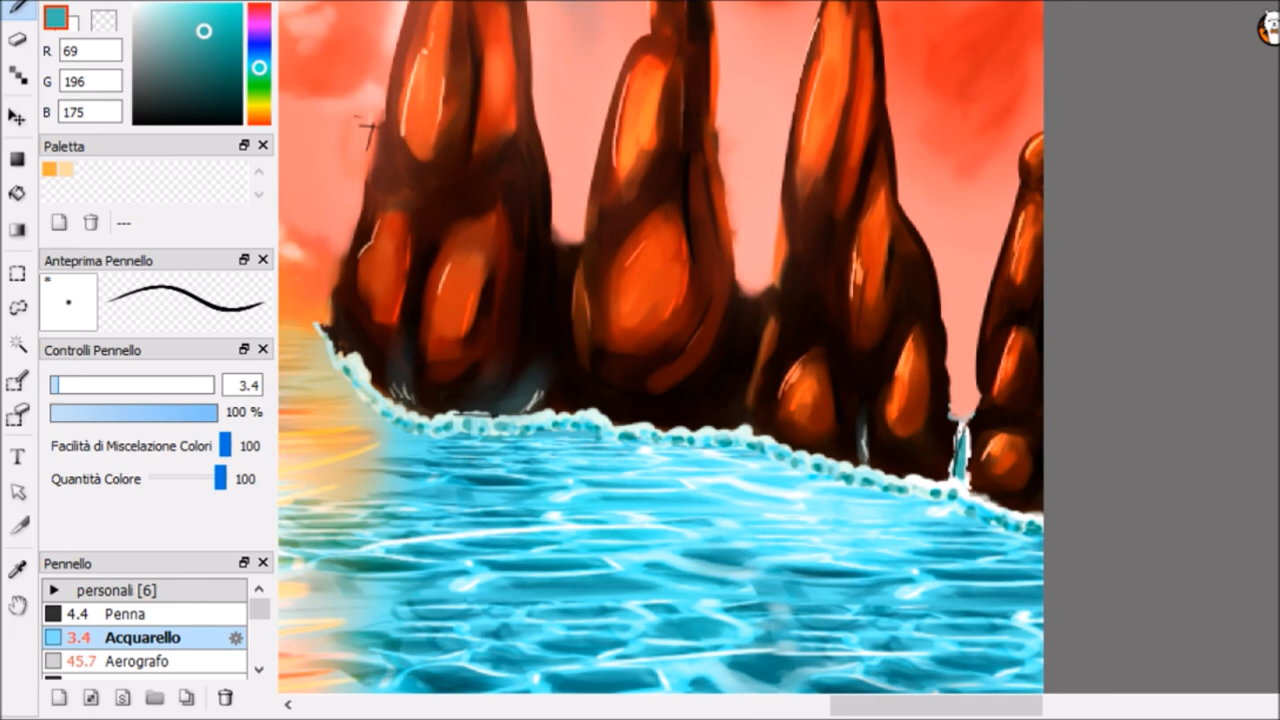 R 69
G 196
B 175
Paletta
---
Anteprima Pennello
*
Controlli Pennello
3.4
100 %
Facilità di Miscelazione Colori 100
Quantità Colore 100
Pennello
personali [6]
4.4 Penna
3.4 Acquarello
45.7 Aerografo